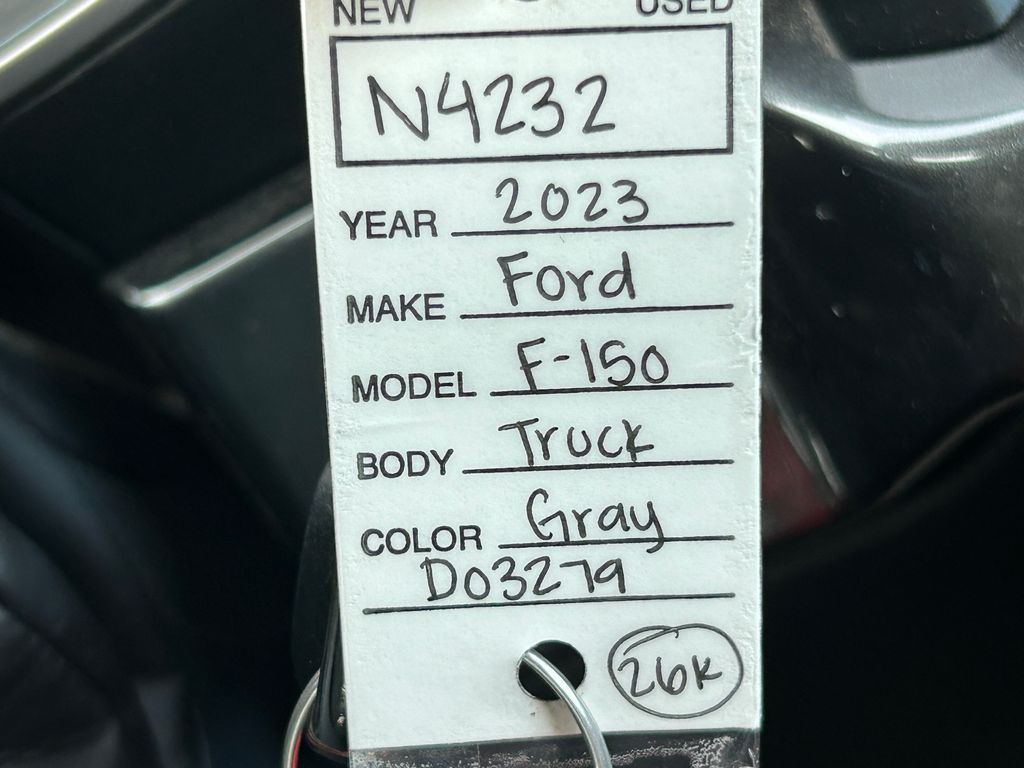 NEW USED
N4232
YEAR 2023
MAKE Ford
MODEL F-150
BODY Truck
COLOR Gray
D03279
26K